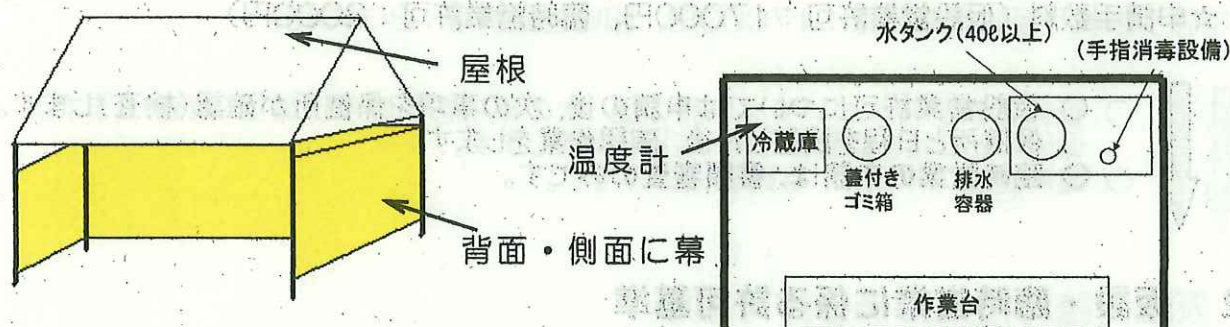 屋根
背面・側面に幕
水タンク(40ℓ以上)
(手指消毒設備)
温度計
冷蔵庫
蓋付き
ゴミ箱
排水
容器
作業台